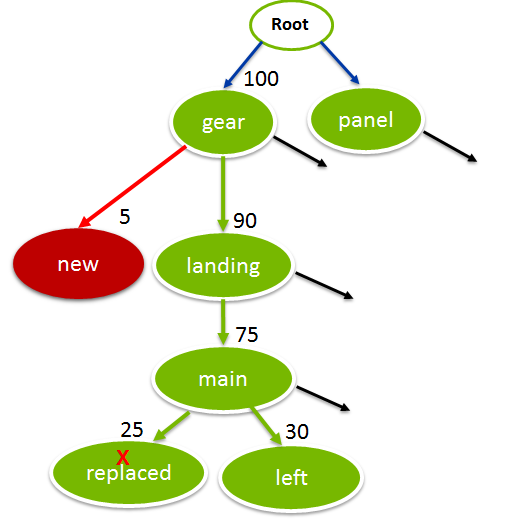 Root
100
gear
panel
5
90
new
landing
75
main
25
30
X
replaced
left